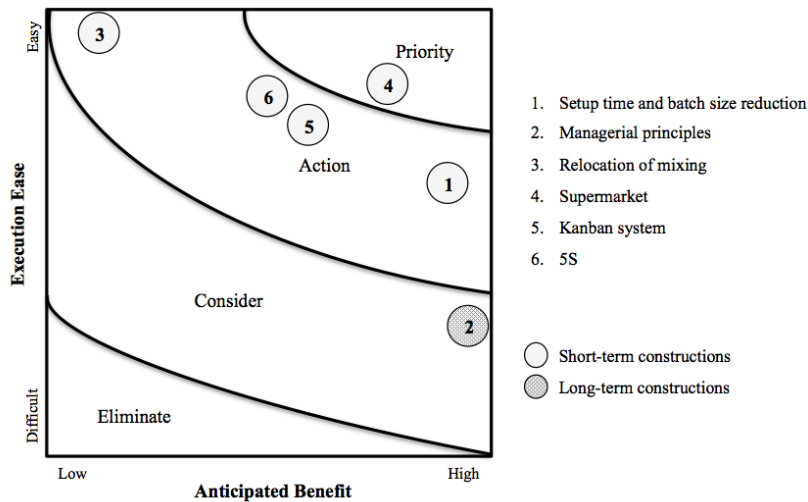 Easy
3
Priority
4
6
5
Action
1
Execution Ease
Consider
2
Eliminate
Difficult
Low
High
Anticipated Benefit
1. Setup time and batch size reduction
2. Managerial principles
3. Relocation of mixing
4. Supermarket
5. Kanban system
6. 5S
Short-term constructions
Long-term constructions